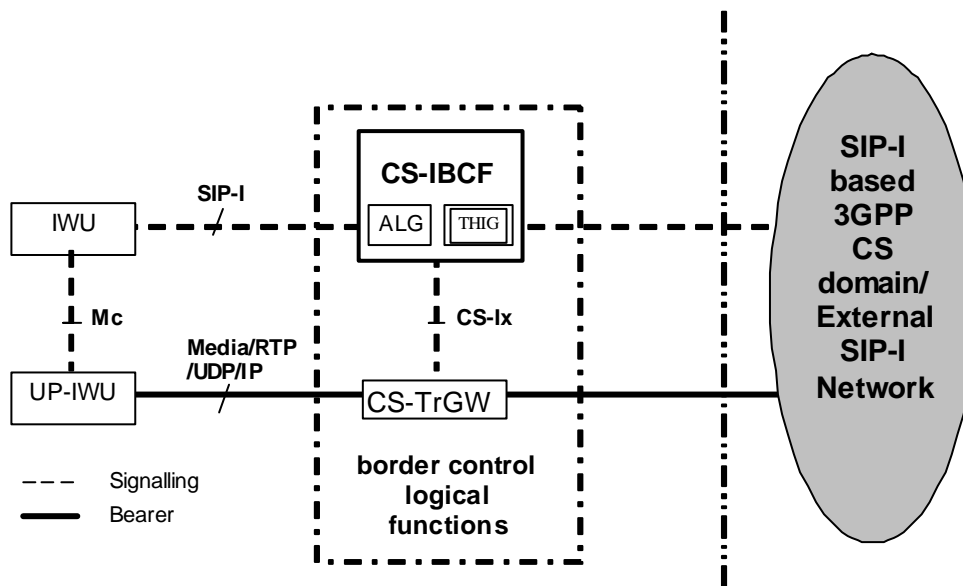 SIP-I
IWU
Mc
UP-IWU
Media/RTP
/UDP/IP
CS-IBCF
ALG
THIG
CS-Ix
CS-TrGW
border control
logical
functions
SIP-I
based
3GPP
CS
domain/
External
SIP-I
Network
Signalling
Bearer